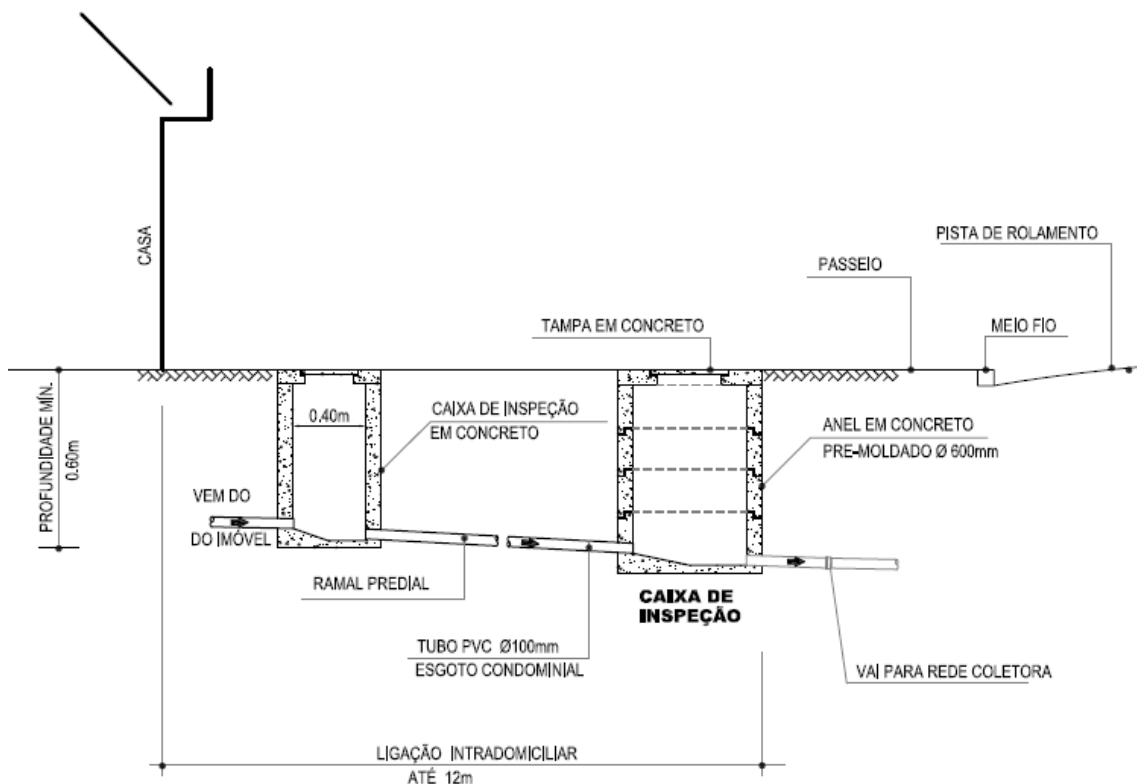 CASA
PISTA DE ROLAMENTO
PASSEIO
TAMPA EM CONCRETO
MEIO FIO
PROFUNDIDADE MÍN.
0.60m
0.40m
CAIXA DE INSPEÇÃO
EM CONCRETO
ANEL EM CONCRETO
PRE-MOLDADO Ø 600mm
VEM DO
DO IMÓVEL
RAMAL PREDIAL
CAIXA DE
INSPEÇÃO
TUBO PVC Ø100mm
ESGOTO CONDOMINIAL
VAI PARA REDE COLETORA
LIGAÇÃO INTRADOMICILIAR
ATÉ 12m